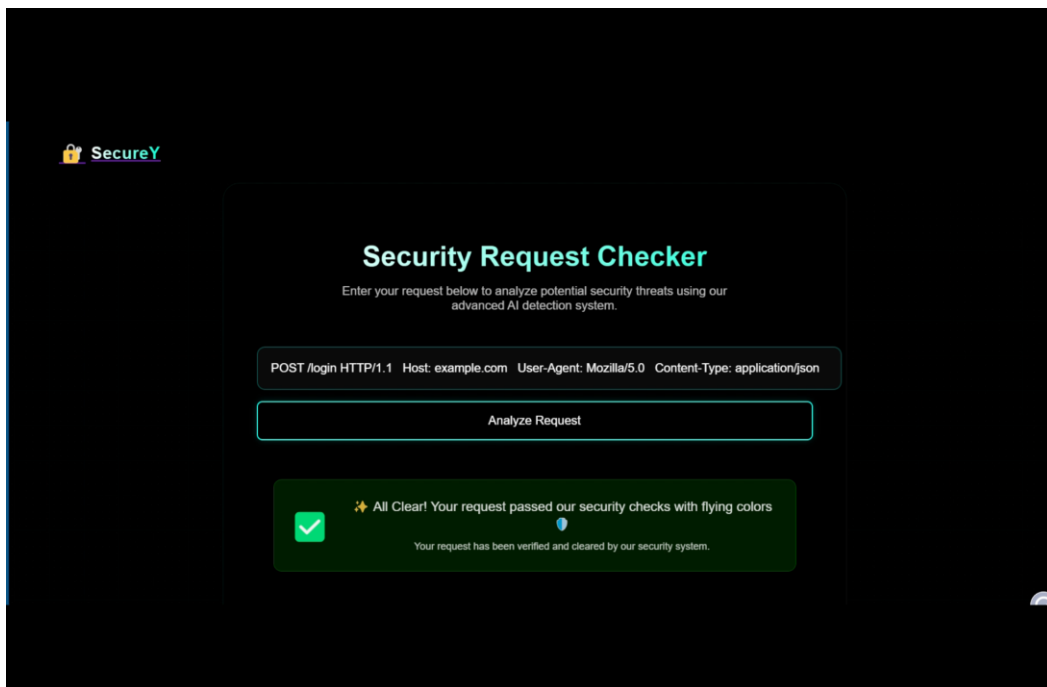 🔐 SecureY
Security Request Checker
Enter your request below to analyze potential security threats using our
advanced AI detection system.
POST /login HTTP/1.1 Host: example.com User-Agent: Mozilla/5.0 Content-Type: application/json
Analyze Request
✨ All Clear! Your request passed our security checks with flying colors
🛡️
Your request has been verified and cleared by our security system.